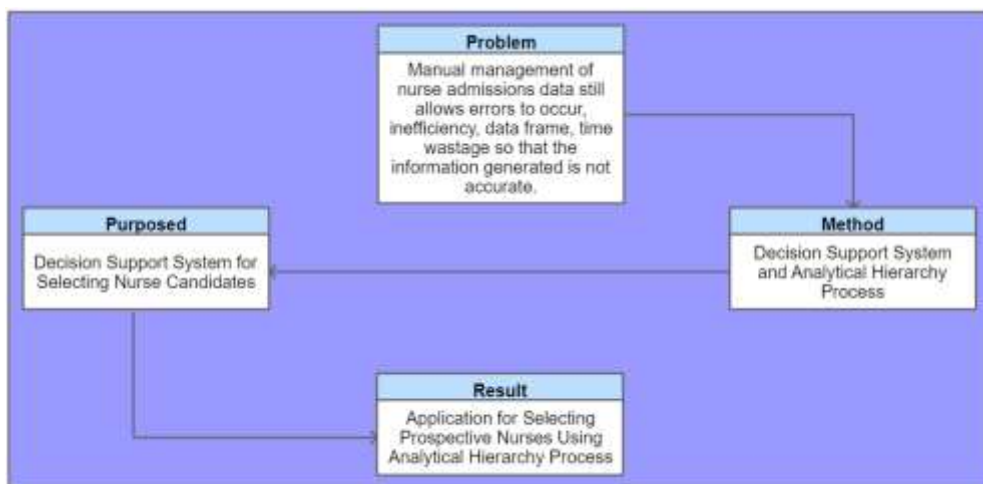 Problem
Manual management of
nurse admissions data still
allows errors to occur,
inefficiency, data frame, time
wastage so that the
information generated is not
accurate.
Method
Decision Support System
and Analytical Hierarchy
Process
Purposed
Decision Support System for
Selecting Nurse Candidates
Result
Application for Selecting
Prospective Nurses Using
Analytical Hierarchy Process